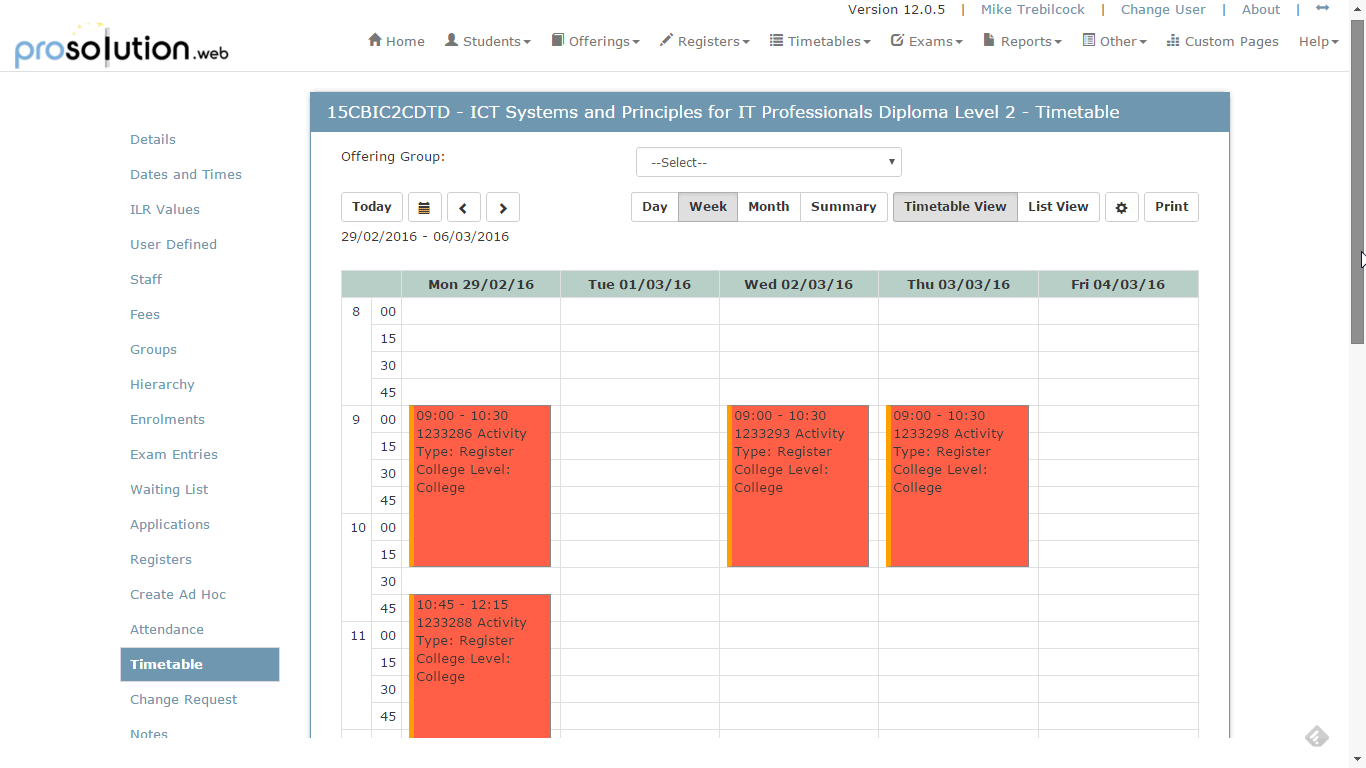 Version 12.0.5 | Mike Trebilcock | Change User | About |
prosolution.web
Home Students Offerings Registers Timetables Exams Reports Other Custom Pages Help
15CBIC2CDTD - ICT Systems and Principles for IT Professionals Diploma Level 2 - Timetable
Details
Dates and Times
ILR Values
User Defined
Staff
Fees
Groups
Hierarchy
Enrolments
Exam Entries
Waiting List
Applications
Registers
Create Ad Hoc
Attendance
Timetable
Change Request
Notes
Offering Group: --Select--
Today Day Week Month Summary Timetable View List View Print
29/02/2016 - 06/03/2016
Mon 29/02/16 Tue 01/03/16 Wed 02/03/16 Thu 03/03/16 Fri 04/03/16
8 00
15
30
45
9 00
15
30
45
10 00
15
30
45
11 00
15
30
45
09:00 - 10:30
1233286 Activity
Type: Register
College Level:
College
10:45 - 12:15
1233288 Activity
Type: Register
College Level:
College
09:00 - 10:30
1233293 Activity
Type: Register
College Level:
College
09:00 - 10:30
1233298 Activity
Type: Register
College Level:
College